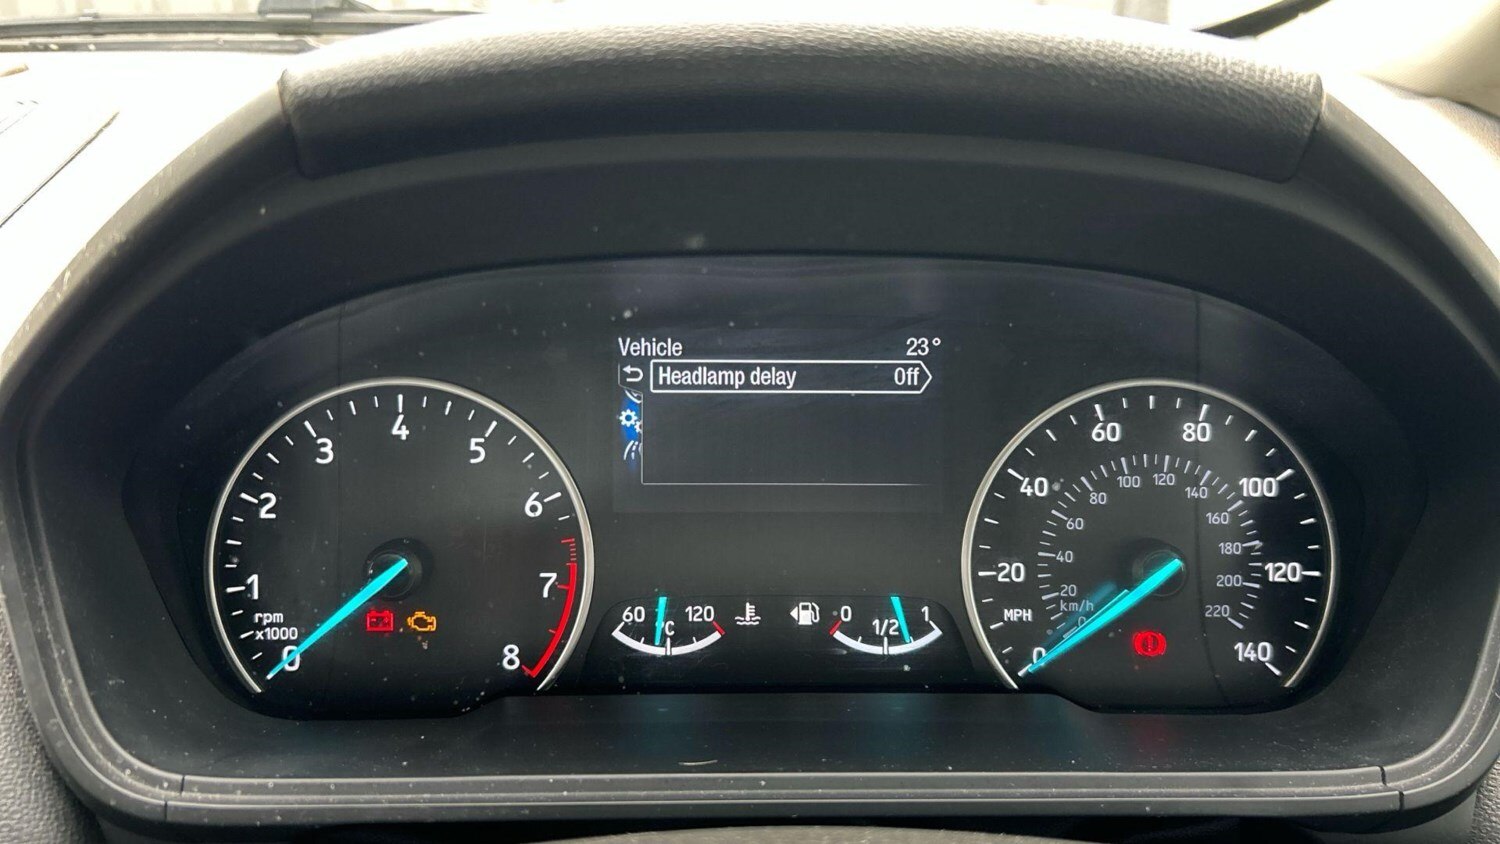 Vehicle 23°
Headlamp delay Off
0 1 2 3 4 5 6 7 8
rpm
x1000
60 120
°C
0 1/2 1
0 20 40 60 80 100 120 140
MPH
0 20 40 60 80 100 120 140 160 180 200 220
km/h